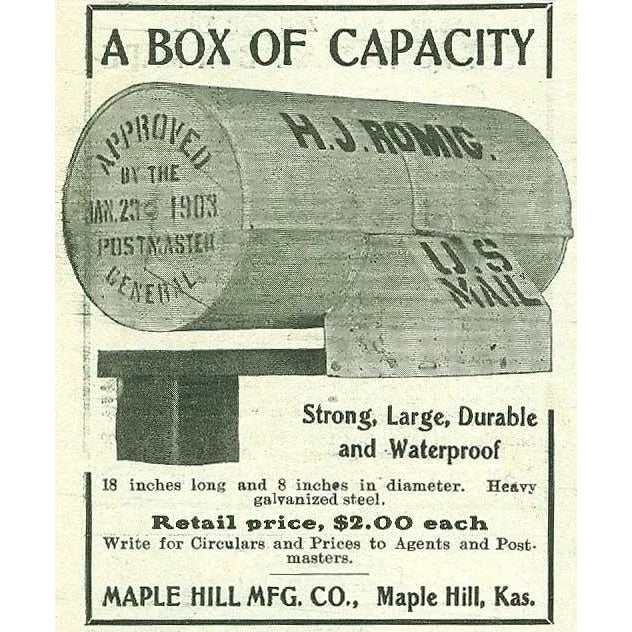 A BOX OF CAPACITY
H.J. ROMIG.
APPROVED
BY THE
JAN. 23 1903
POSTMASTER
GENERAL
U.S
MAIL
Strong, Large, Durable
and Waterproof
18 inches long and 8 inches in diameter. Heavy
galvanized steel.
Retail price, $2.00 each
Write for Circulars and Prices to Agents and Post-
masters.
MAPLE HILL MFG. CO., Maple Hill, Kas.